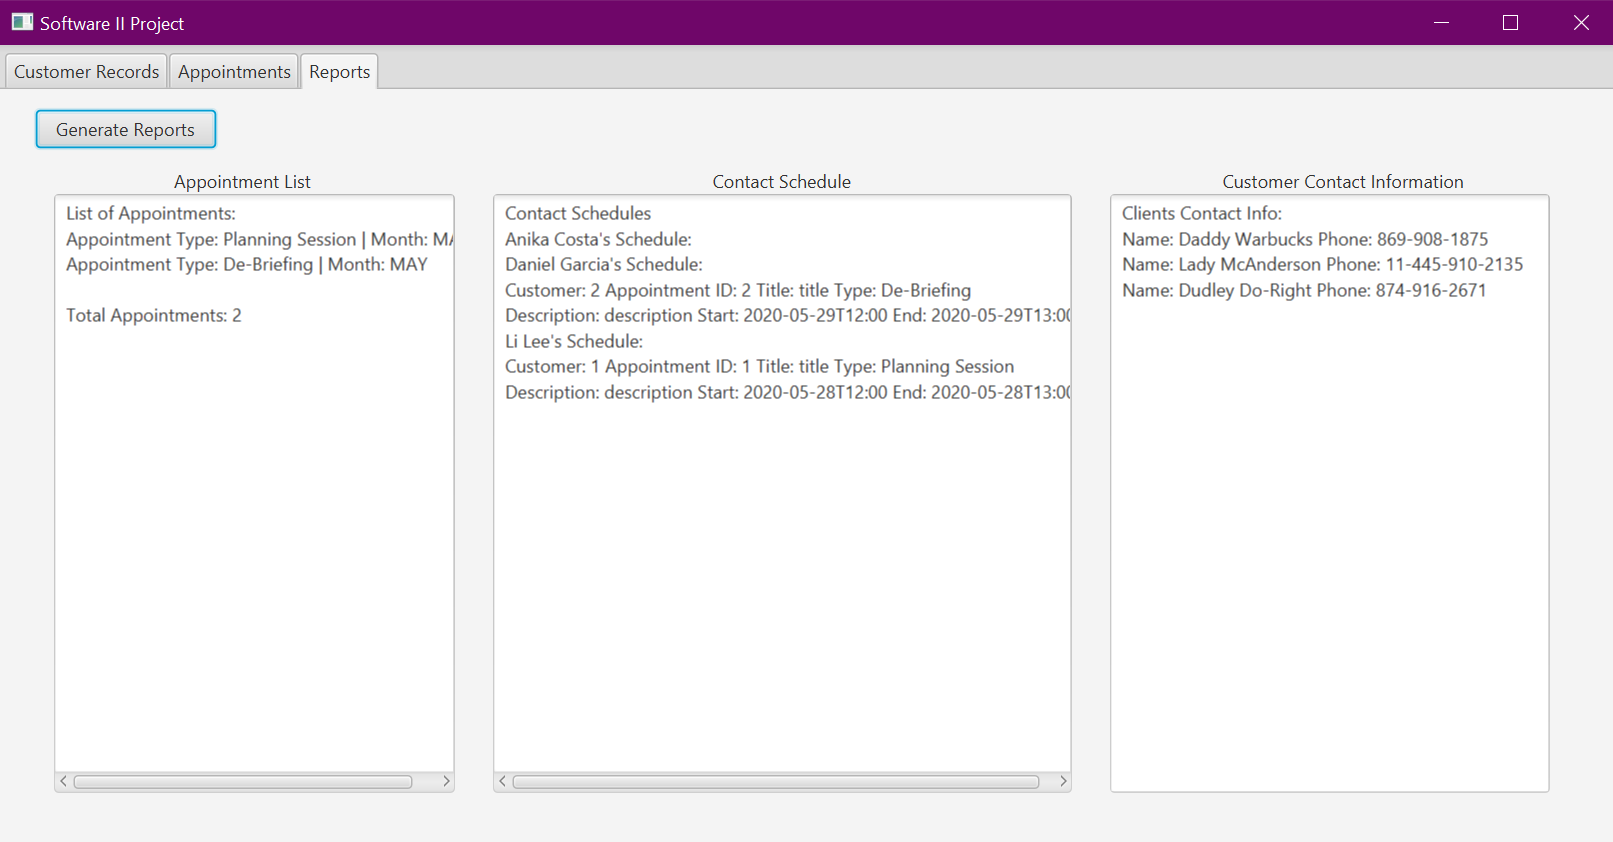 Software II Project
Customer Records
Appointments
Reports
Generate Reports
Appointment List
List of Appointments:
Appointment Type: Planning Session | Month: MA
Appointment Type: De-Briefing | Month: MAY
Total Appointments: 2
Contact Schedule
Contact Schedules
Anika Costa's Schedule:
Daniel Garcia's Schedule:
Customer: 2 Appointment ID: 2 Title: title Type: De-Briefing
Description: description Start: 2020-05-29T12:00 End: 2020-05-29T13:00
Li Lee's Schedule:
Customer: 1 Appointment ID: 1 Title: title Type: Planning Session
Description: description Start: 2020-05-28T12:00 End: 2020-05-28T13:00
Customer Contact Information
Clients Contact Info:
Name: Daddy Warbucks Phone: 869-908-1875
Name: Lady McAnderson Phone: 11-445-910-2135
Name: Dudley Do-Right Phone: 874-916-2671